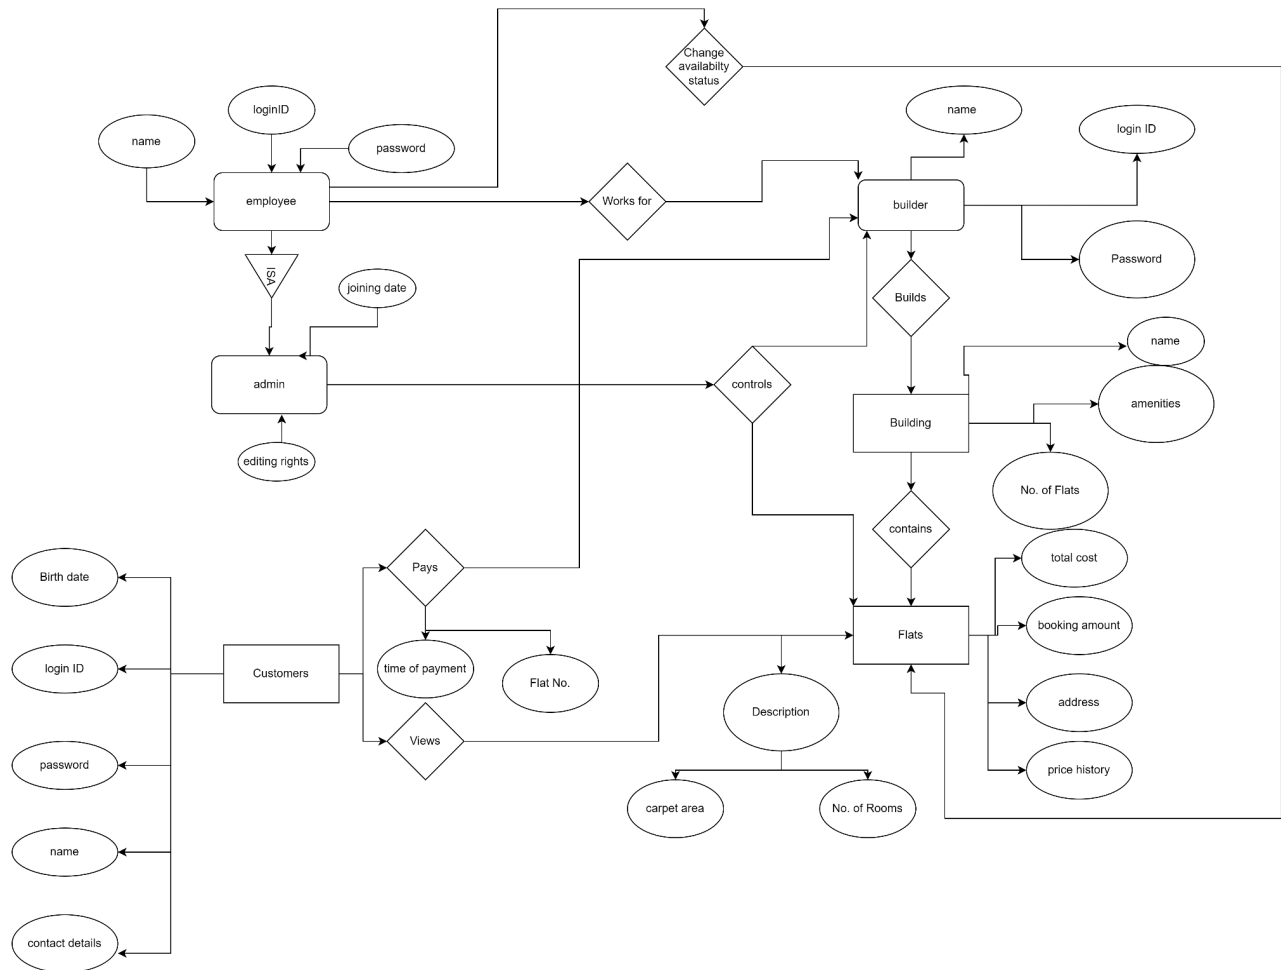 Change
availabilty
status
loginID
name
login ID
name
password
employee
Works for
builder
Password
ISA
joining date
Builds
name
admin
controls
amenities
Building
editing rights
No. of Flats
contains
total cost
Birth date
Pays
booking amount
Flats
login ID
Customers
time of payment
Flat No.
address
Description
Views
password
price history
carpet area
No. of Rooms
name
contact details